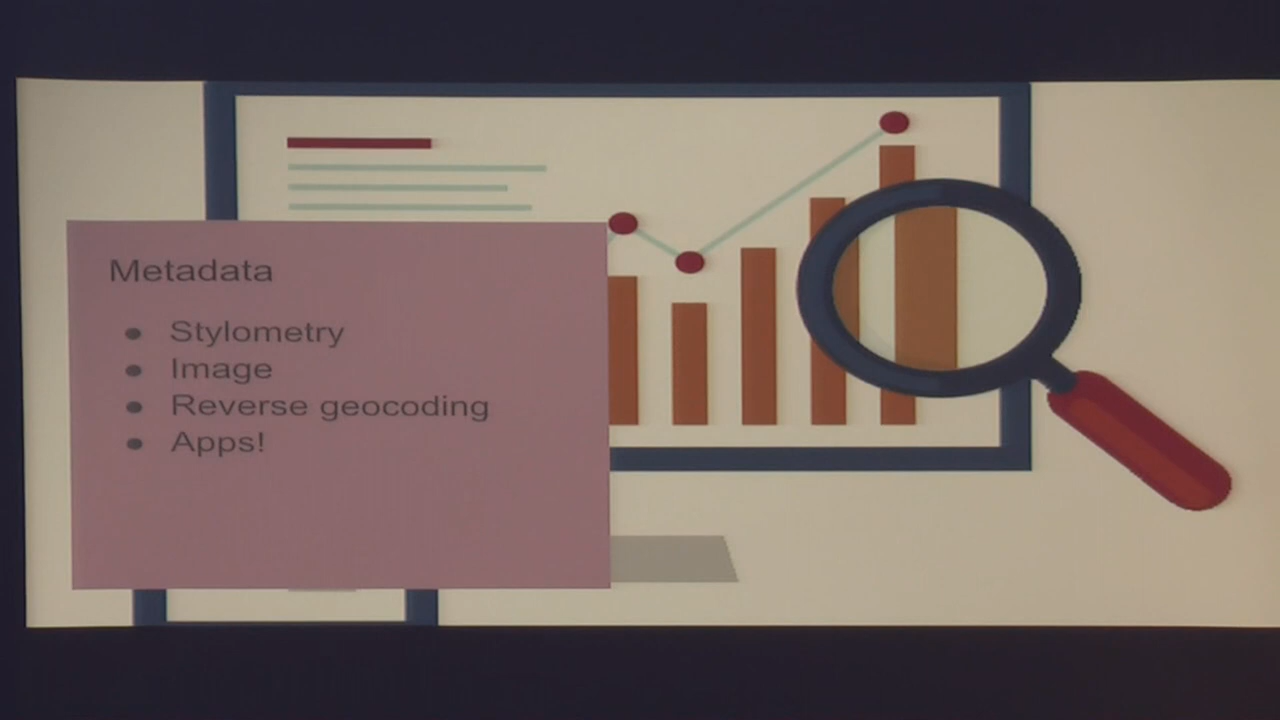 Metadata
● Stylometry
● Image
● Reverse geocoding
● Apps!